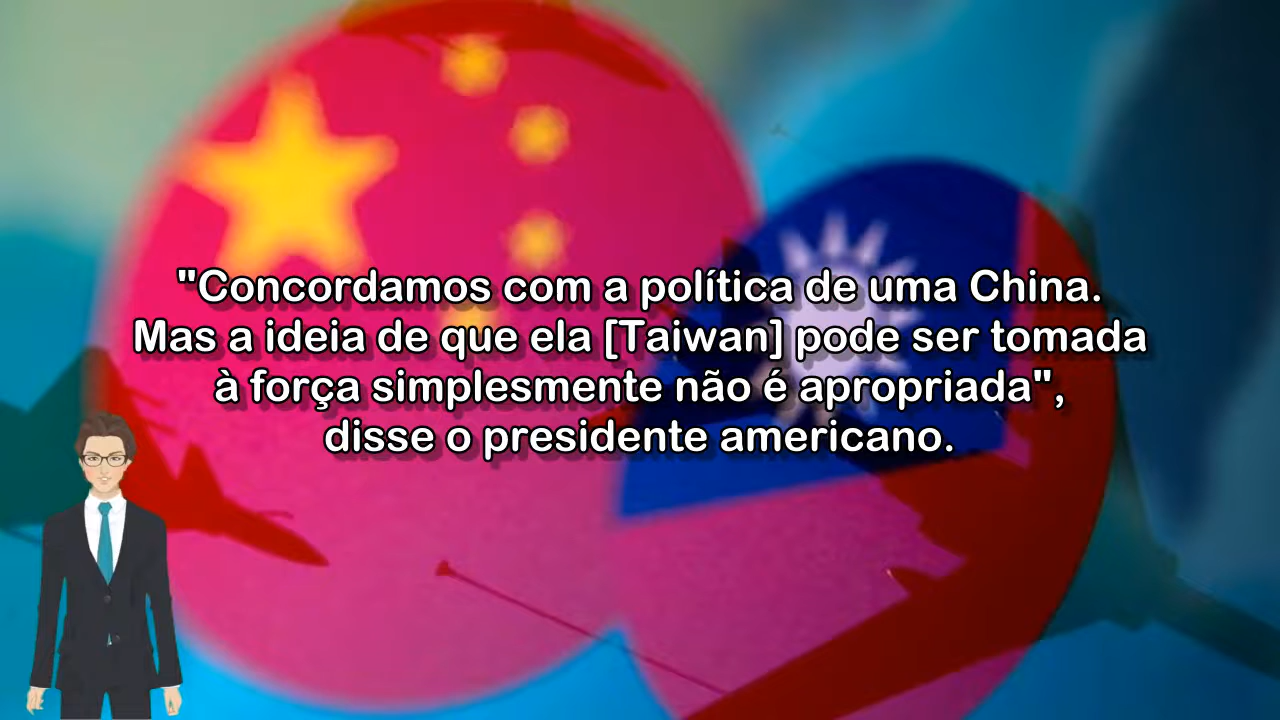 "Concordamos com a política de uma China.
Mas a ideia de que ela [Taiwan] pode ser tomada
à força simplesmente não é apropriada",
disse o presidente americano.